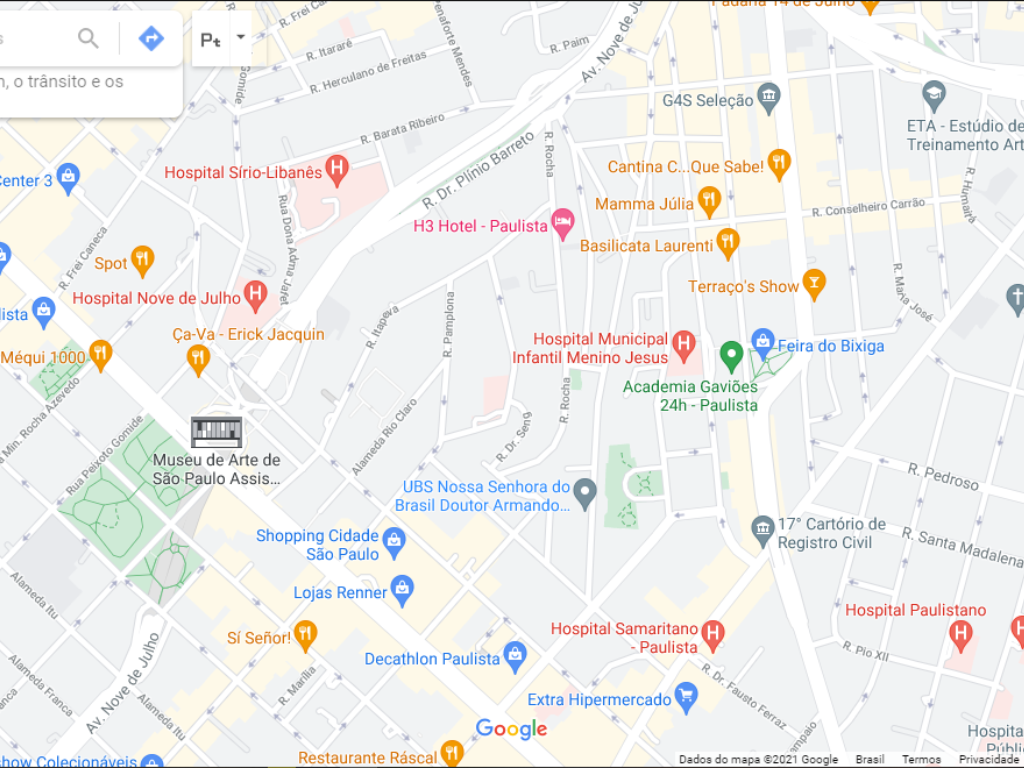 Padaria 14 de Julho
R. Frei Ca
Penaforte Mendes
R. Itararé
R. Paim
Av. Nove de Ju
Pt
n, o trânsito e os
R. Herculano de Freitas
G4S Seleção
ETA - Estúdio de
Treinamento Art
R. Barata Ribeiro
R. Dr. Plínio Barreto
R. Rocha
Cantina C...Que Sabe!
Hospital Sírio-Libanês
Center 3
Mamma Júlia
R. Conselheiro Carrão
R. Humaitá
H3 Hotel - Paulista
Basilicata Laurenti
R. Frei Caneca
Rua Dona Adma Jafet
Spot
Hospital Nove de Julho
Terraço's Show
R. Maria José
lista
R. Itapeva
R. Pamplona
Ça-Va - Erick Jacquin
Hospital Municipal
Infantil Menino Jesus
Feira do Bixiga
Méqui 1000
Academia Gaviões
24h - Paulista
R. Rocha
Min. Rocha Azevedo
Rua Peixoto Gomide
Alameda Rio Claro
R. Dr. Seng
Museu de Arte de
São Paulo Assis...
R. Pedroso
UBS Nossa Senhora do
Brasil Doutor Armando...
17° Cartório de
Registro Civil
R. Santa Madalena
Shopping Cidade
São Paulo
Lojas Renner
Alameda Itu
Hospital Paulistano
Sí Señor!
Hospital Samaritano
- Paulista
R. Pio XII
Decathlon Paulista
Alameda Franca
Av. Nove de Julho
Alameda Itu
R. Marília
R. Dr. Fausto Ferraz
Extra Hipermercado
Google
Hospita
Públi
Restaurante Ráscal
how Colecionáveis
Dados do mapa ©2021 Google Brasil Termos Privacidade